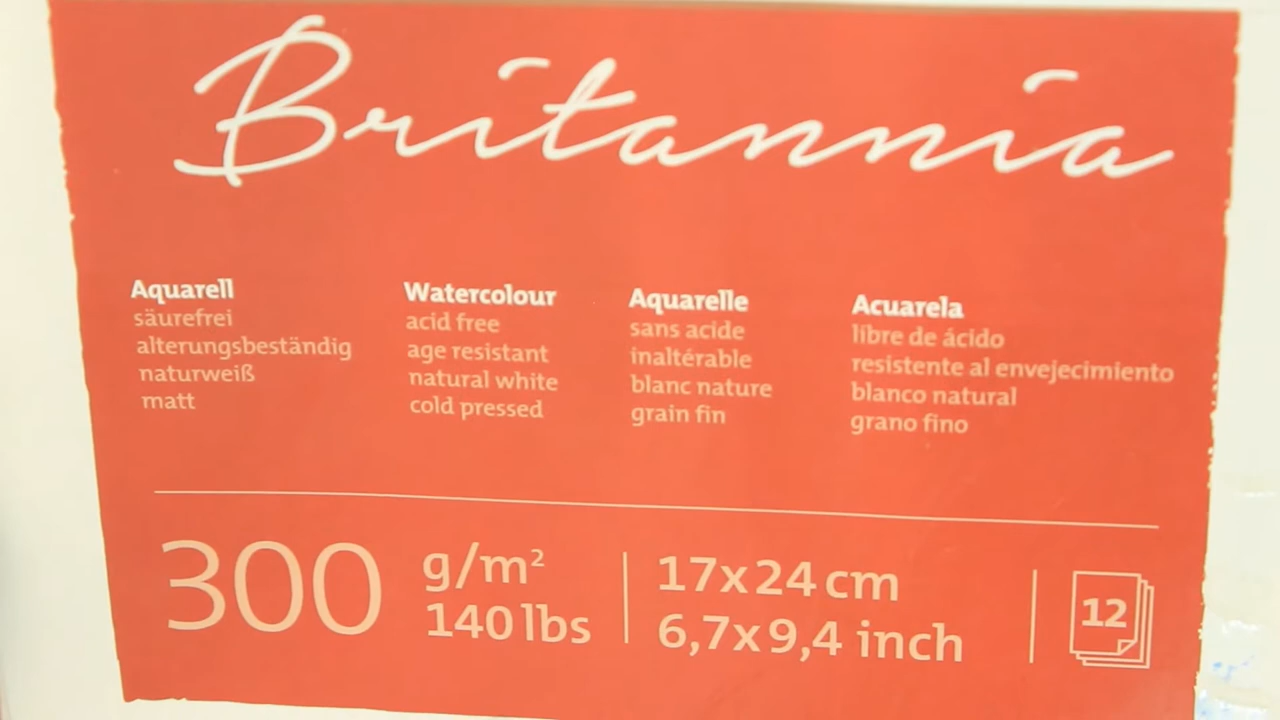 Britannia
Aquarell
säurefrei
alterungsbeständig
naturweiß
matt
Watercolour
acid free
age resistant
natural white
cold pressed
Aquarelle
sans acide
inaltérable
blanc nature
grain fin
Acuarela
libre de ácido
resistente al envejecimiento
blanco natural
grano fino
300 g/m²
140 lbs
17x24 cm
6,7x9,4 inch
12